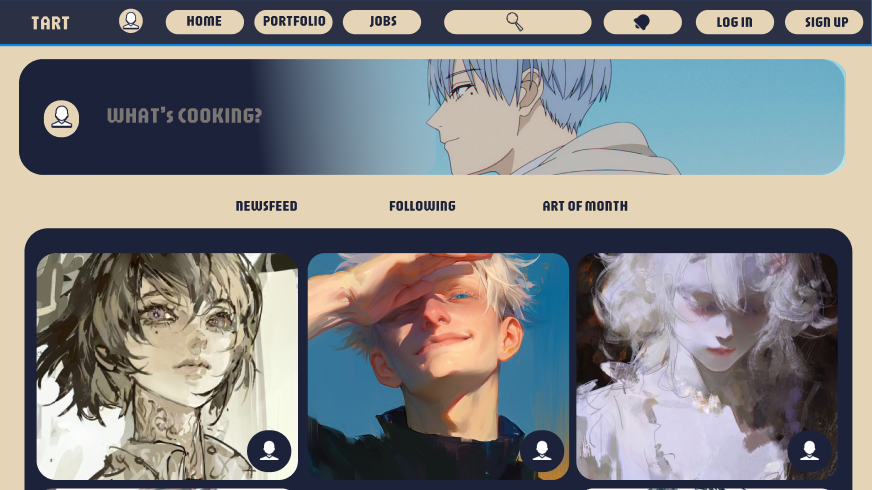 TART
HOME
PORTFOLIO
JOBS
LOG IN
SIGN UP
WHAT's COOKING?
NEWSFEED
FOLLOWING
ART OF MONTH